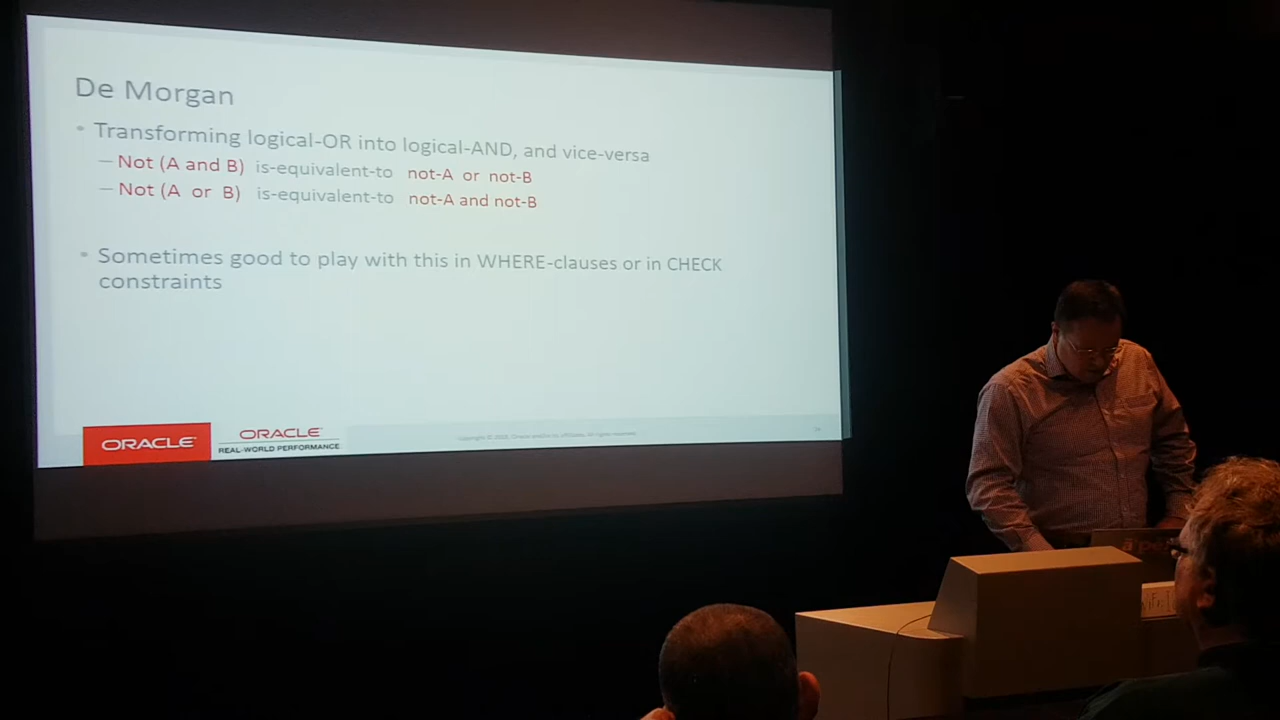 De Morgan
• Transforming logical-OR into logical-AND, and vice-versa
– Not (A and B) is-equivalent-to not-A or not-B
– Not (A or B) is-equivalent-to not-A and not-B
• Sometimes good to play with this in WHERE-clauses or in CHECK
constraints
ORACLE
ORACLE
REAL-WORLD PERFORMANCE